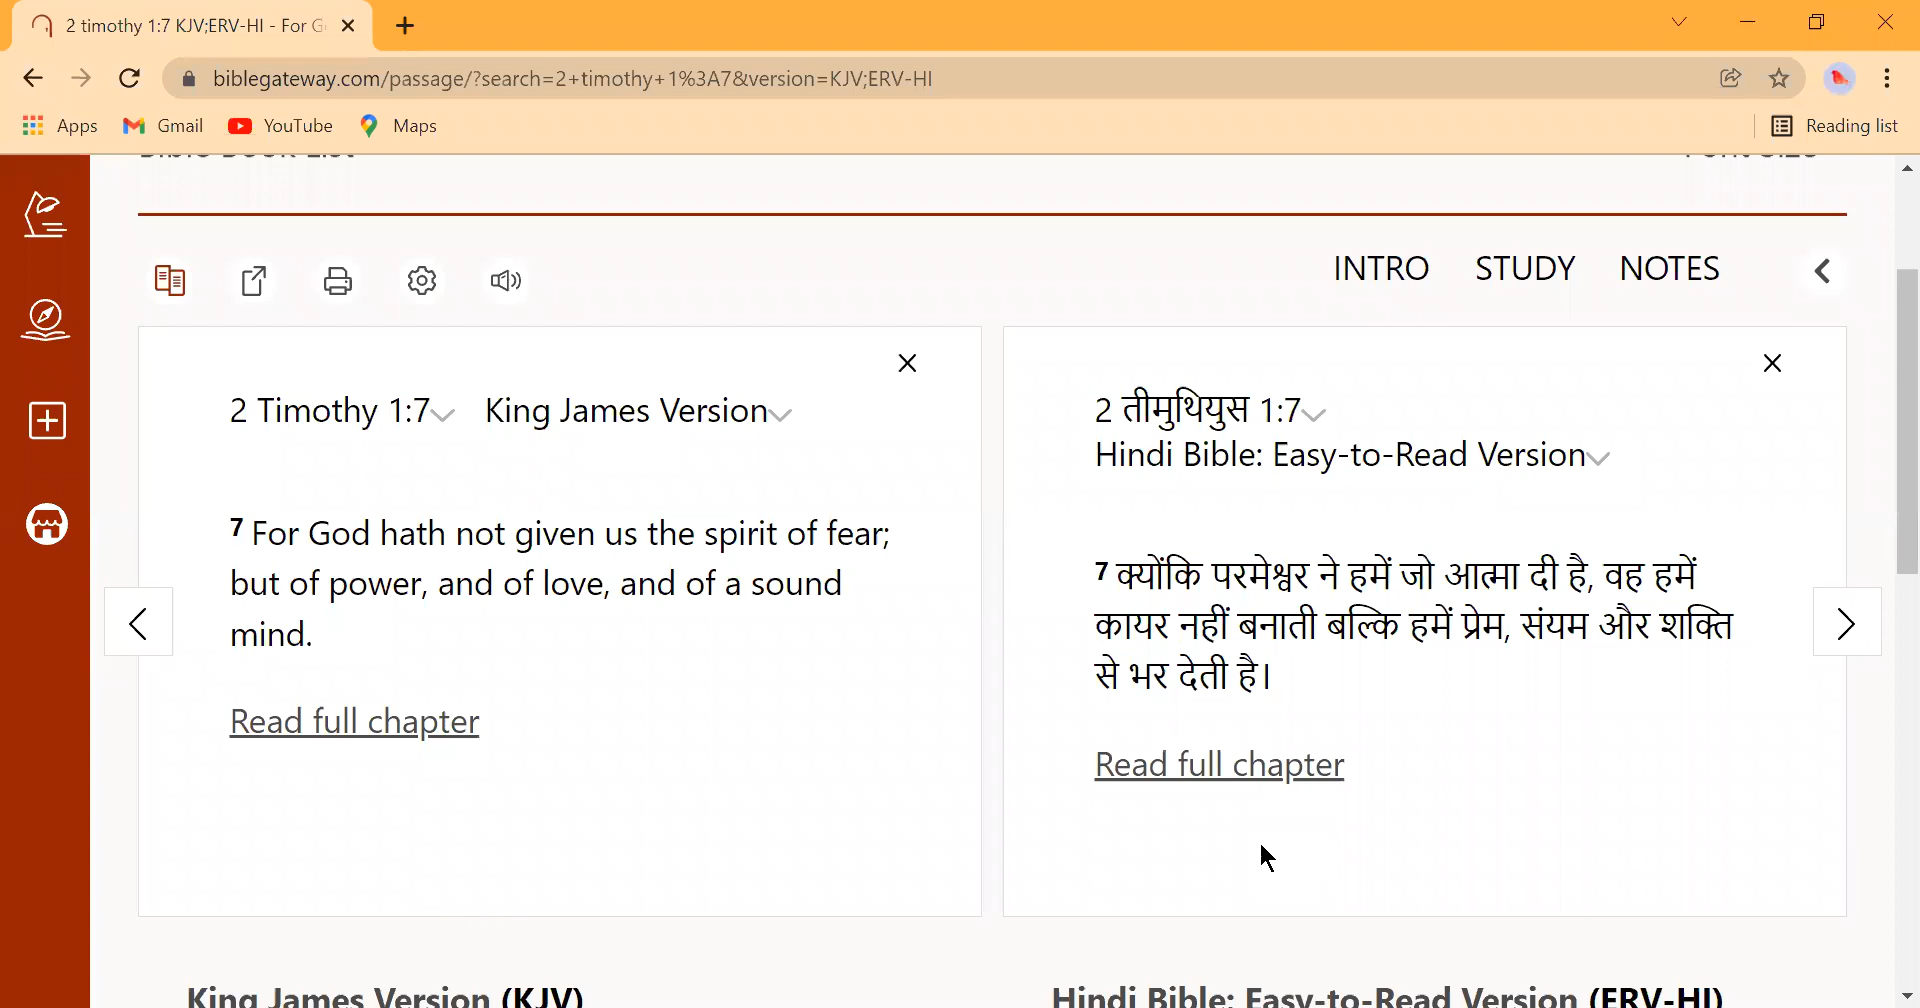 2 timothy 1:7 KJV;ERV-HI - For G
biblegateway.com/passage/?search=2+timothy+1%3A7&version=KJV;ERV-HI
Apps Gmail YouTube Maps Reading list
Bible Book List Font Size
INTRO STUDY NOTES
2 Timothy 1:7 King James Version
7 For God hath not given us the spirit of fear;
but of power, and of love, and of a sound
mind.
Read full chapter
2 तीमुथियुस 1:7
Hindi Bible: Easy-to-Read Version
7 क्योंकि परमेश्वर ने हमें जो आत्मा दी है, वह हमें
कायर नहीं बनाती बल्कि हमें प्रेम, संयम और शक्ति
से भर देती है।
Read full chapter
King James Version (KJV)
Hindi Bible: Easy-to-Read Version (ERV-HI)